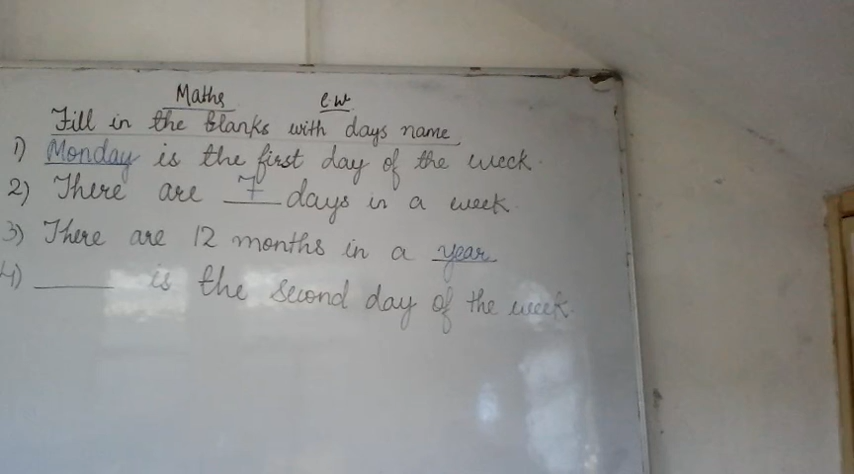 Maths c.w.
Fill in the blanks with days name.
1) Monday is the first day of the week.
2) There are 7 days in a week.
3) There are 12 months in a year.
4) ______ is the second day of the week.